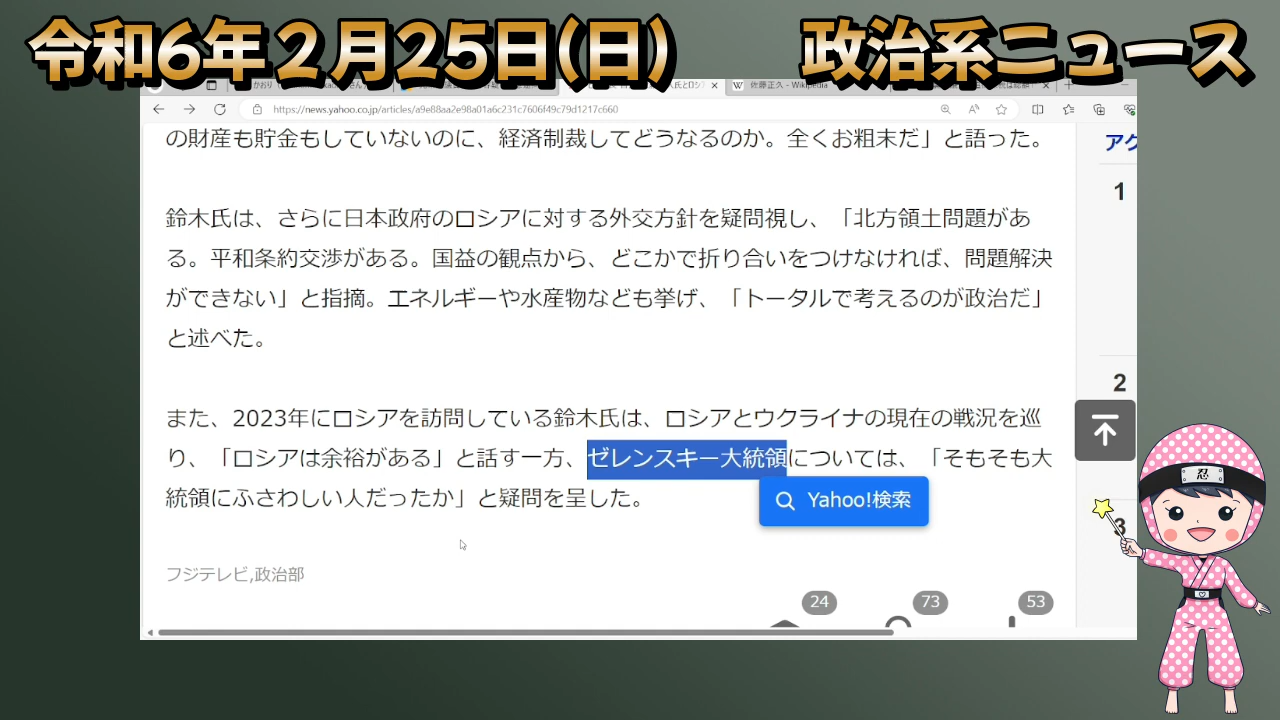 令和6年２月25日(日)　政治系ニュース
佐藤正久 - Wikipedia
https://news.yahoo.co.jp/articles/a9e88aa2e98a01a6c231c7606f49c79d1217c660
の財産も貯金もしていないのに、経済制裁してどうなるのか。全くお粗末だ」と語った。
アク
1
鈴木氏は、さらに日本政府のロシアに対する外交方針を疑問視し、「北方領土問題があ
る。平和条約交渉がある。国益の観点から、どこかで折り合いをつけなければ、問題解決
ができない」と指摘。エネルギーや水産物なども挙げ、「トータルで考えるのが政治だ」
と述べた。
2
また、2023年にロシアを訪問している鈴木氏は、ロシアとウクライナの現在の戦況を巡
り、「ロシアは余裕がある」と話す一方、ゼレンスキー大統領については、「そもそも大
統領にふさわしい人だったか」と疑問を呈した。
Yahoo!検索
忍
3
フジテレビ,政治部
24 73 53